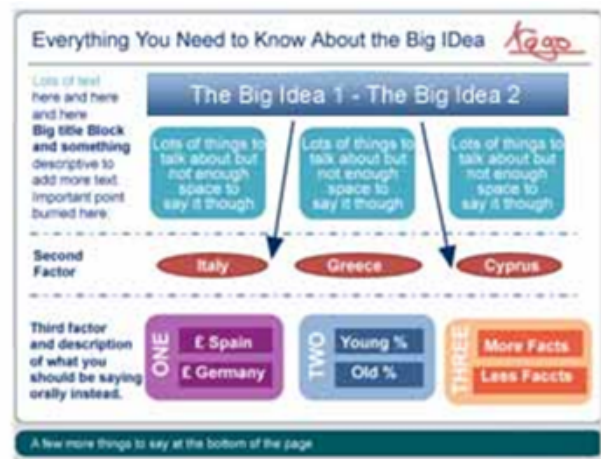 Everything You Need to Know About the Big IDea
Logo
Lots of text
here and here
and here
Big title Block
and something
descriptive to
add more text.
Important point
burried here.
The Big Idea 1 - The Big Idea 2
Lots of things to
talk about but
not enough
space to
say it though
Lots of things to
talk about but
not enough
space to
say it though
Lots of things to
talk about but
not enough
space to
say it though
Second
Factor
Italy
Greece
Cyprus
Third factor
and description
of what you
should be saying
orally instead.
ONE
£ Spain
£ Germany
TWO
Young %
Old %
THREE
More Facts
Lees Faccts
A few more things to say at the bottom of the page